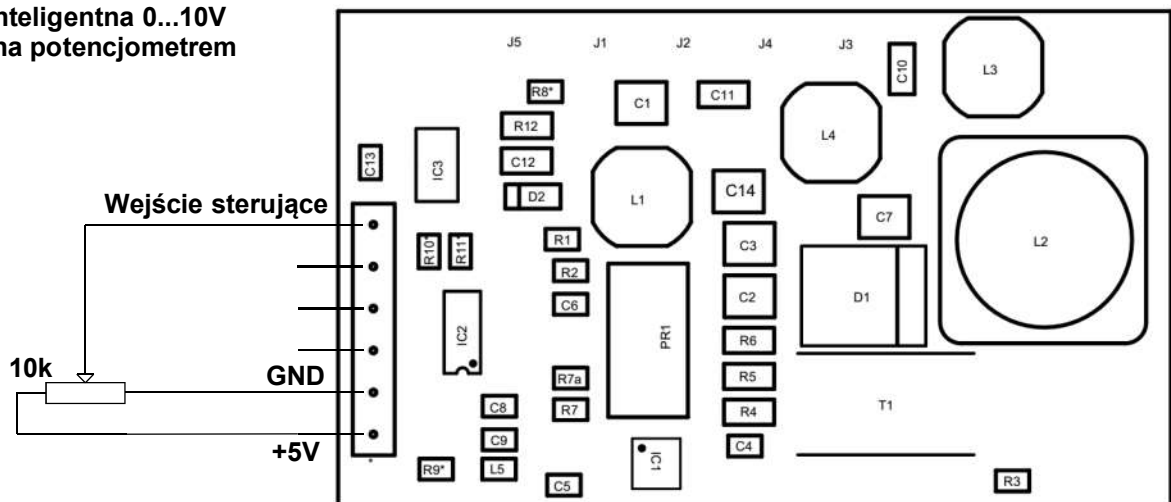 nteligentna 0...10V
na potencjometrem
J5 J1 J2 J4 J3
C10
L3
R8*
C1
C11
R12
L4
C13
IC3
C12
D2
L1
C14
C7
Wejście sterujące
R10*
R11*
R1
C3
L2
R2
C6
C2
D1
IC2
PR1
R6
10k
GND
R7a
R5
C8
R7
R4
T1
+5V
C9
C4
R9*
L5
IC1
C5
R3